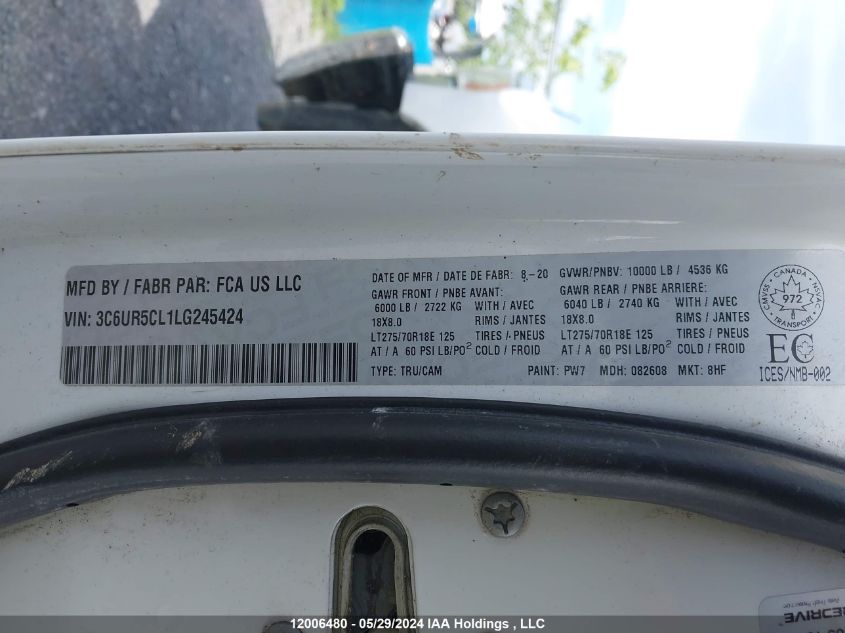 MFD BY / FABR PAR: FCA US LLC
VIN: 3C6UR5CL1LG245424
DATE OF MFR / DATE DE FABR: 8-20 GVWR/PNBV: 10000 LB / 4536 KG
GAWR FRONT / PNBE AVANT: GAWR REAR / PNBE ARRIERE:
6000 LB / 2722 KG WITH / AVEC 6040 LB / 2740 KG WITH / AVEC
18X8.0 RIMS / JANTES 18X8.0 RIMS / JANTES
LT275/70R18E 125 TIRES / PNEUS LT275/70R18E 125 TIRES / PNEUS
AT / A 60 PSI LB/PO² COLD / FROID AT / A 60 PSI LB/PO² COLD / FROID
TYPE: TRU/CAM PAINT: PW7 MDH: 082608 MKT: 8HF
CANADA
CMVSS NSVAC
972
TRANSPORT
EC
ICES/NMB-002
REDRIVE
12006480 - 05/29/2024 IAA Holdings , LLC